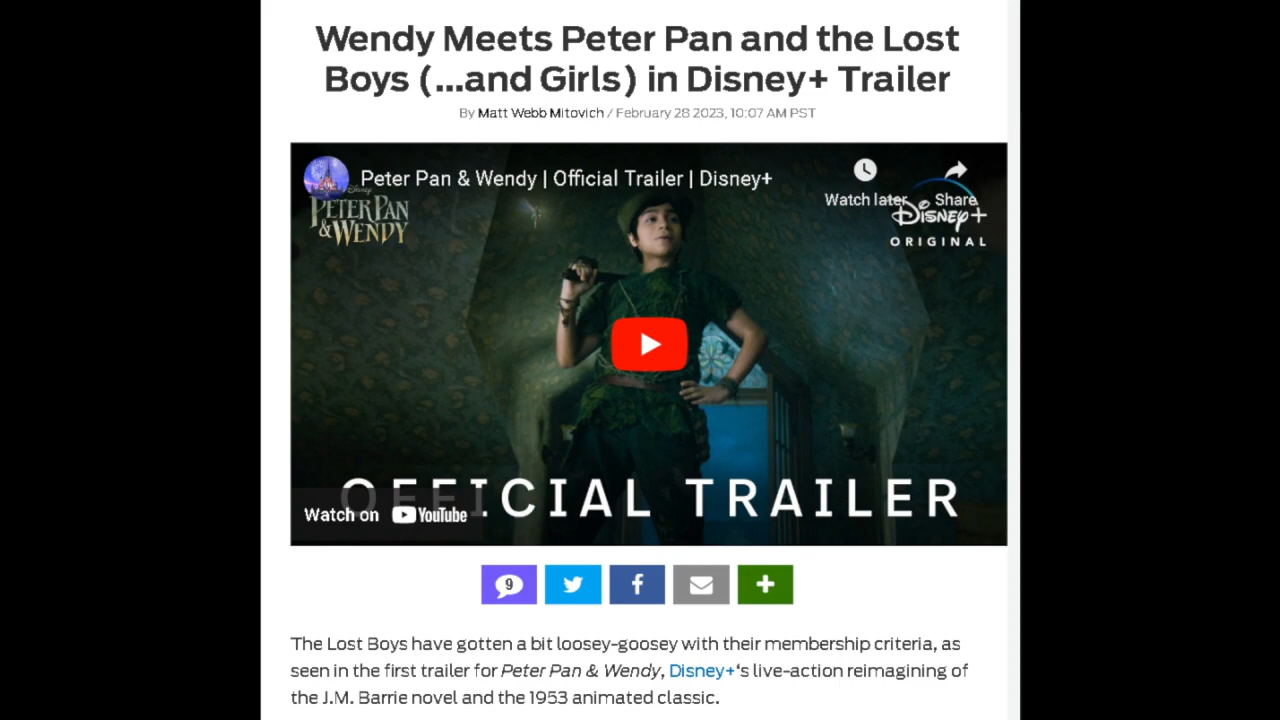 Wendy Meets Peter Pan and the Lost
Boys (...and Girls) in Disney+ Trailer
By Matt Webb Mitovich / February 28 2023, 10:07 AM PST
Peter Pan & Wendy | Official Trailer | Disney+
Watch later
Share
Disney
PETER PAN
& WENDY
Disney+
ORIGINAL
OFFICIAL TRAILER
Watch on YouTube
9
The Lost Boys have gotten a bit loosey-goosey with their membership criteria, as
seen in the first trailer for Peter Pan & Wendy, Disney+‘s live-action reimagining of
the J.M. Barrie novel and the 1953 animated classic.